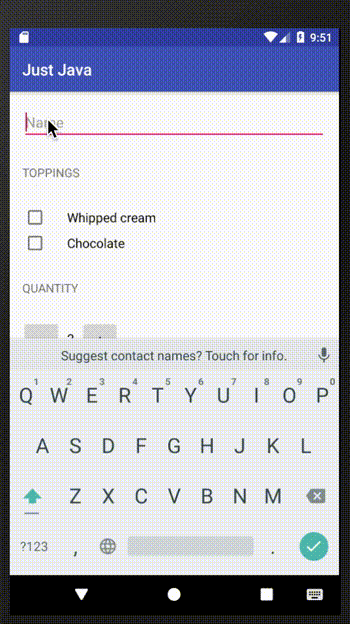 9:51
Just Java
Name
TOPPINGS
Whipped cream
Chocolate
QUANTITY
Suggest contact names? Touch for info.
1 2 3 4 5 6 7 8 9 0
Q W E R T Y U I O P
A S D F G H J K L
Z X C V B N M
?123 , .